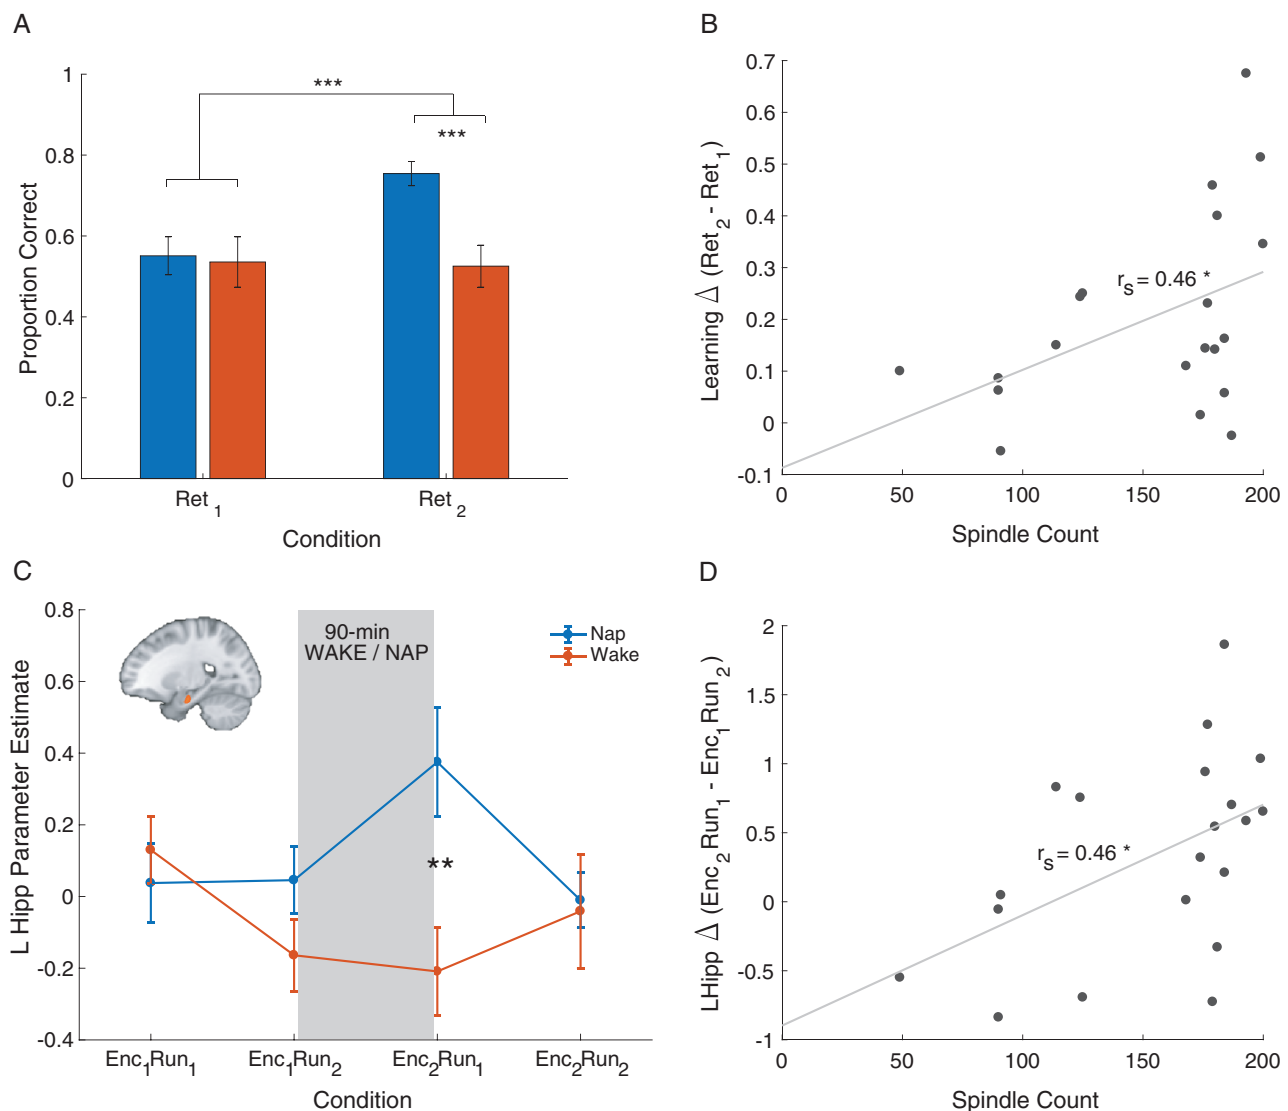 A
1
0.8
0.6
0.4
0.2
0
Proportion Correct
***
***
Ret 1
Ret 2
Condition
B
0.7
0.6
0.5
0.4
0.3
0.2
0.1
0
-0.1
Learning Δ (Ret2 - Ret1)
rs = 0.46 *
0 50 100 150 200
Spindle Count
C
0.8
0.6
0.4
0.2
0
-0.2
-0.4
L Hipp Parameter Estimate
90-min
WAKE / NAP
Nap
Wake
**
Enc1Run1 Enc1Run2 Enc2Run1 Enc2Run2
Condition
D
2
1.5
1
0.5
0
-0.5
-1
LHipp Δ (Enc2Run1 - Enc1Run2)
rs = 0.46 *
0 50 100 150 200
Spindle Count